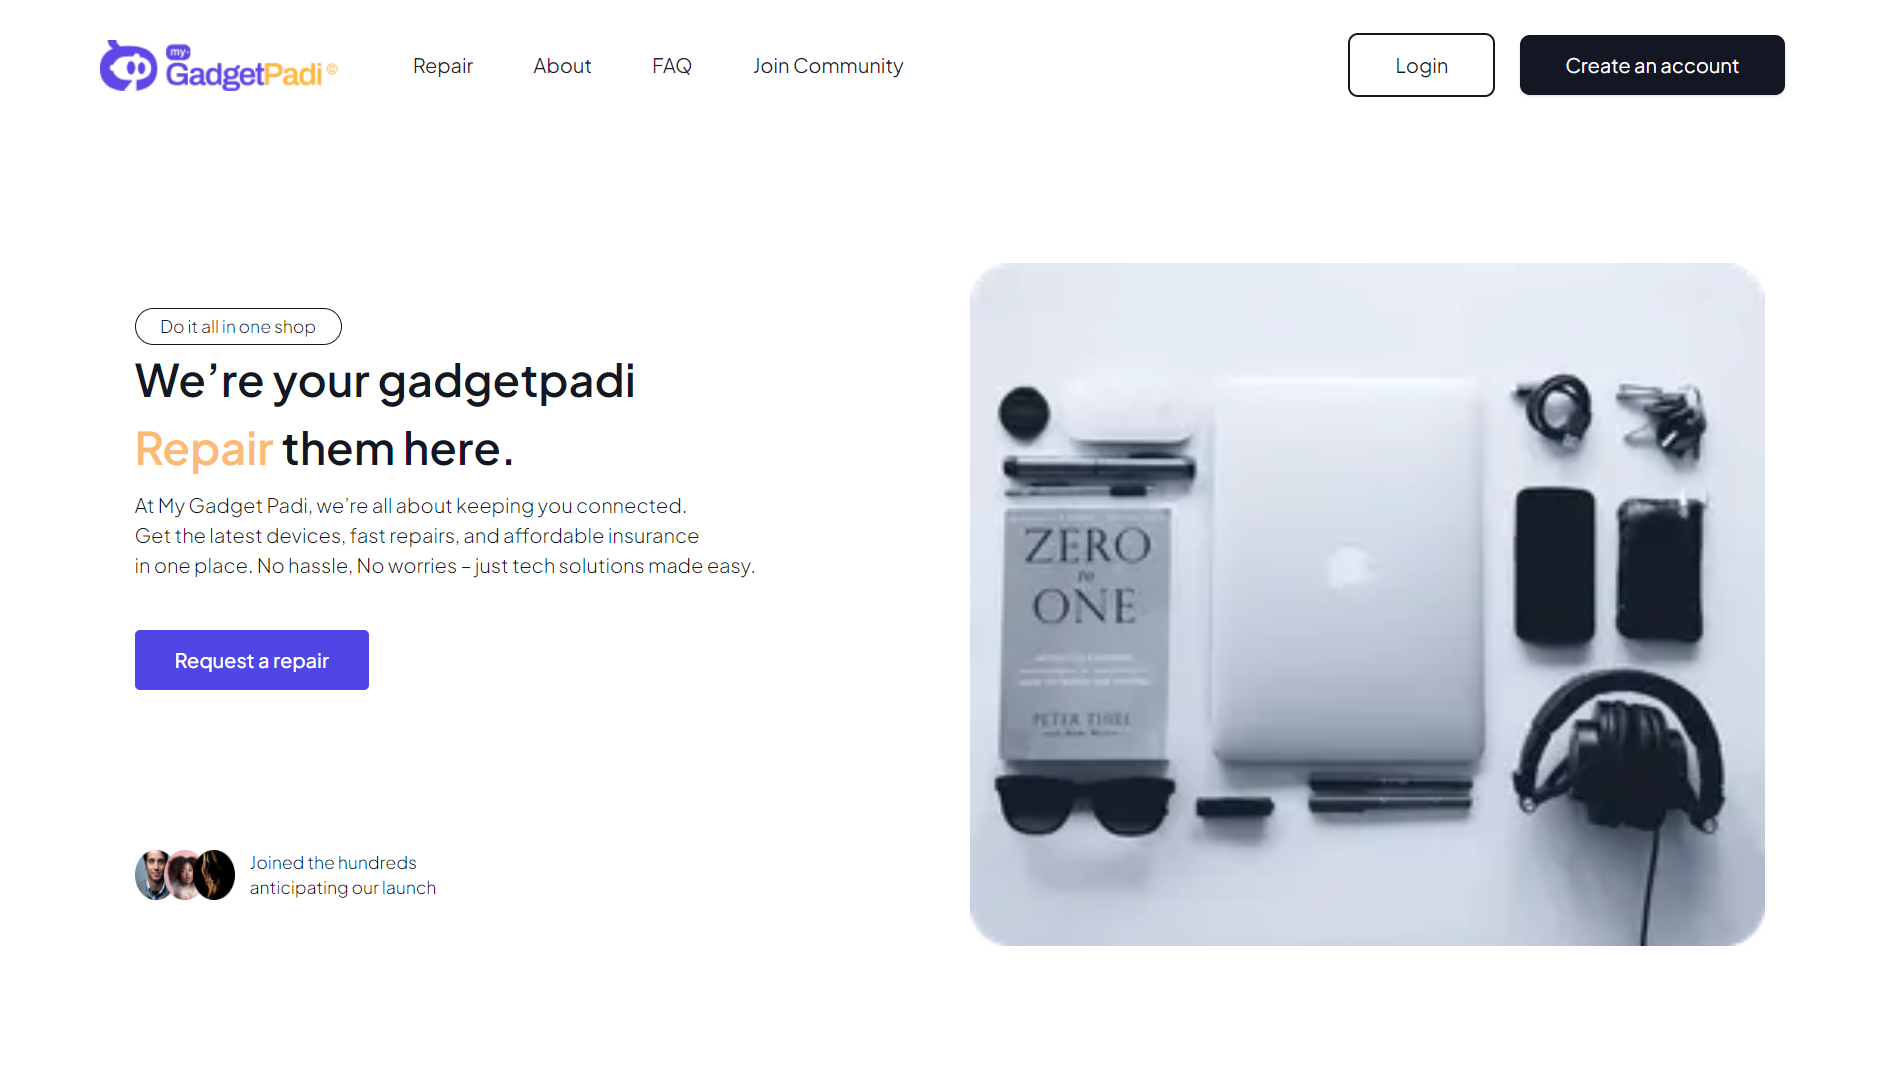 my-
GadgetPadi ©
Repair
About
FAQ
Join Community
Login
Create an account
Do it all in one shop
We’re your gadgetpadi
Repair them here.
At My Gadget Padi, we’re all about keeping you connected.
Get the latest devices, fast repairs, and affordable insurance
in one place. No hassle, No worries – just tech solutions made easy.
Request a repair
Joined the hundreds
anticipating our launch
ZERO
to
ONE
PETER THIEL